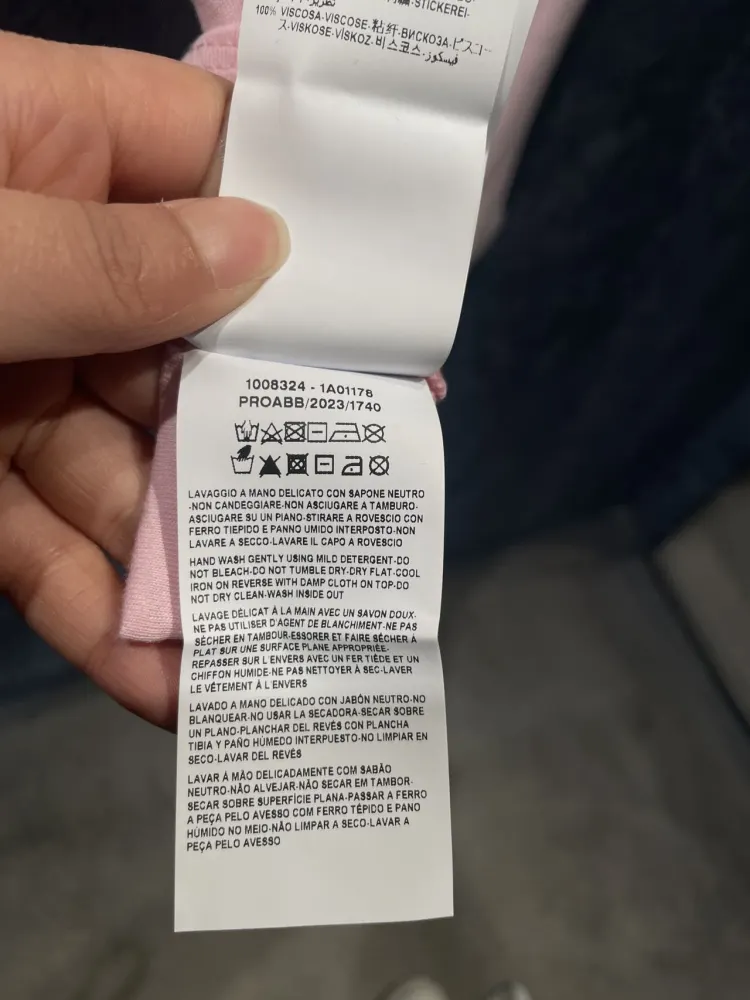 -STICKEREI-
تطريز
100% VISCOSA-VISCOSE-粘纤-ВИСКОЗА-ビスコー
ス-VISKOSE-VİSKOZ-비스코스-فيسكوز
1008324 - 1A01178
PROABB/2023/1740
LAVAGGIO A MANO DELICATO CON SAPONE NEUTRO
-NON CANDEGGIARE-NON ASCIUGARE A TAMBURO-
ASCIUGARE SU UN PIANO-STIRARE A ROVESCIO CON
FERRO TIEPIDO E PANNO UMIDO INTERPOSTO-NON
LAVARE A SECCO-LAVARE IL CAPO A ROVESCIO
HAND WASH GENTLY USING MILD DETERGENT-DO
NOT BLEACH-DO NOT TUMBLE DRY-DRY FLAT-COOL
IRON ON REVERSE WITH DAMP CLOTH ON TOP-DO
NOT DRY CLEAN-WASH INSIDE OUT
LAVAGE DÉLICAT À LA MAIN AVEC UN SAVON DOUX-
NE PAS UTILISER D'AGENT DE BLANCHIMENT-NE PAS
SÉCHER EN TAMBOUR-ESSORER ET FAIRE SÉCHER À
PLAT SUR UNE SURFACE PLANE APPROPRIÉE-
REPASSER SUR L'ENVERS AVEC UN FER TIÈDE ET UN
CHIFFON HUMIDE-NE PAS NETTOYER À SEC-LAVER
LE VÊTEMENT À L'ENVERS
LAVADO A MANO DELICADO CON JABÓN NEUTRO-NO
BLANQUEAR-NO USAR LA SECADORA-SECAR SOBRE
UN PLANO-PLANCHAR DEL REVÉS CON PLANCHA
TIBIA Y PAÑO HÚMEDO INTERPUESTO-NO LIMPIAR EN
SECO-LAVAR DEL REVÉS
LAVAR À MÃO DELICADAMENTE COM SABÃO
NEUTRO-NÃO ALVEJAR-NÃO SECAR EM TAMBOR-
SECAR SOBRE SUPERFÍCIE PLANA-PASSAR A FERRO
A PEÇA PELO AVESSO COM FERRO TÉPIDO E PANO
HÚMIDO NO MEIO-NÃO LIMPAR A SECO-LAVAR A
PEÇA PELO AVESSO